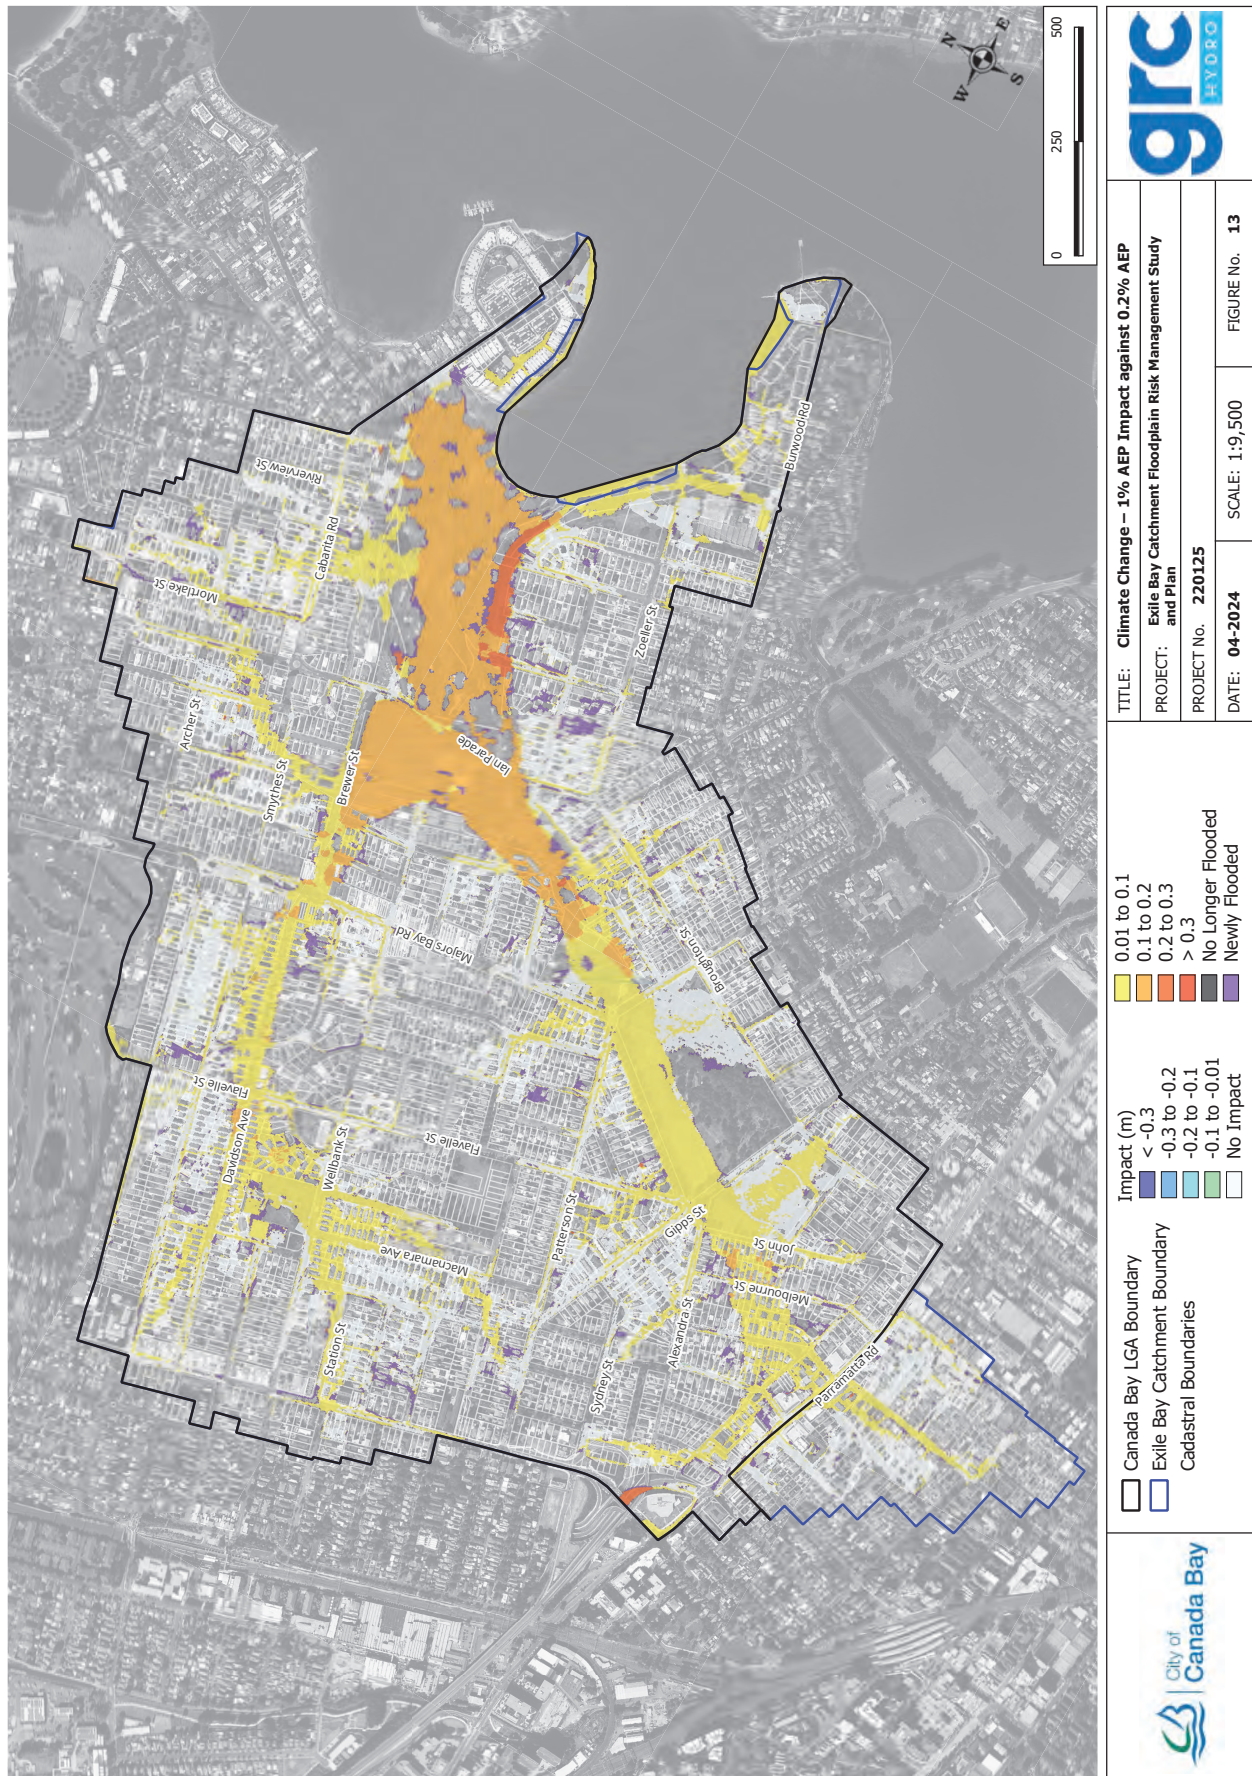 N
E
S
W
0
250
500
Riverview St
Cabarita Rd
Mortlake St
Archer St
Smythes St
Brewer St
Ian Parade
Zoeller St
Burwood Rd
Majors Bay Rd
Broughton St
Flavelle St
Davidson Ave
Wellbank St
Flavelle St
Macnamara Ave
Station St
Patterson St
Gipps St
John St
Melbourne St
Alexandra St
Sydney St
Parramatta Rd
City of
Canada Bay
Canada Bay LGA Boundary
Exile Bay Catchment Boundary
Cadastral Boundaries
Impact (m)
< -0.3
-0.3 to -0.2
-0.2 to -0.1
-0.1 to -0.01
No Impact
0.01 to 0.1
0.1 to 0.2
0.2 to 0.3
> 0.3
No Longer Flooded
Newly Flooded
TITLE: Climate Change – 1% AEP Impact against 0.2% AEP
PROJECT: Exile Bay Catchment Floodplain Risk Management Study
and Plan
PROJECT No. 220125
DATE: 04-2024
SCALE: 1:9,500
FIGURE No. 13
grc
HYDRO